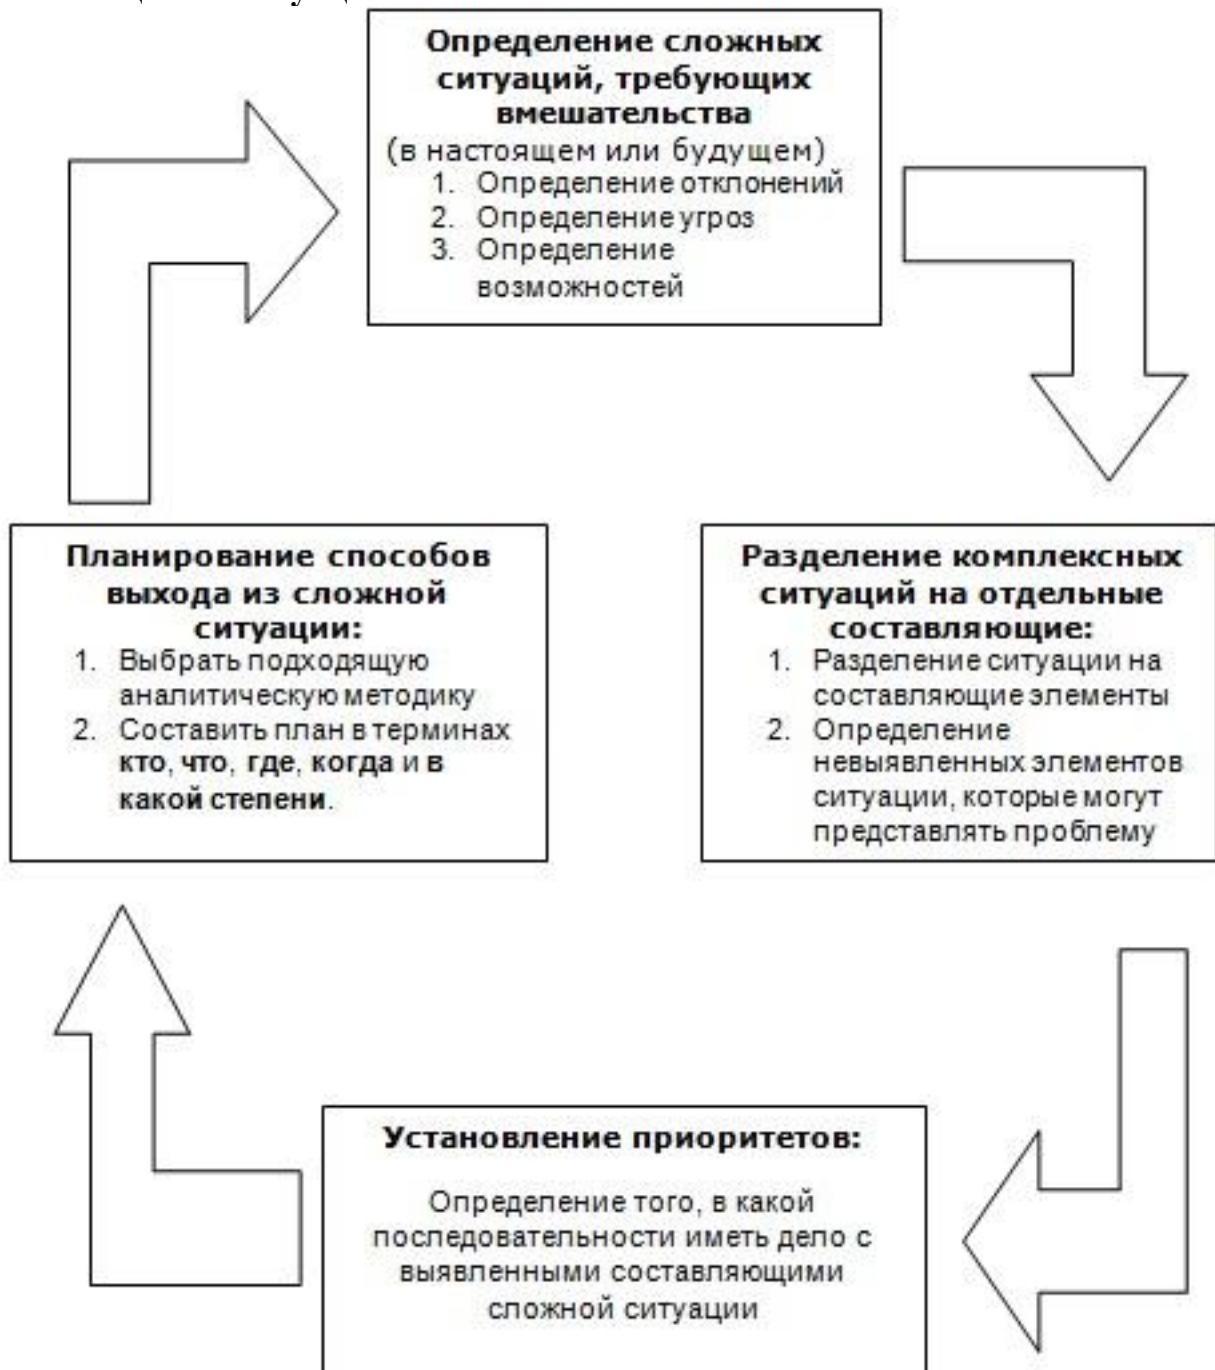 Определение сложных
ситуаций, требующих
вмешательства
(в настоящем или будущем)
1. Определение отклонений
2. Определение угроз
3. Определение
возможностей
Разделение комплексных
ситуаций на отдельные
составляющие:
1. Разделение ситуации на
составляющие элементы
2. Определение
невыявленных элементов
ситуации, которые могут
представлять проблему
Установление приоритетов:
Определение того, в какой
последовательности иметь дело с
выявленными составляющими
сложной ситуации
Планирование способов
выхода из сложной
ситуации:
1. Выбрать подходящую
аналитическую методику
2. Составить план в терминах
кто, что, где, когда и в
какой степени.